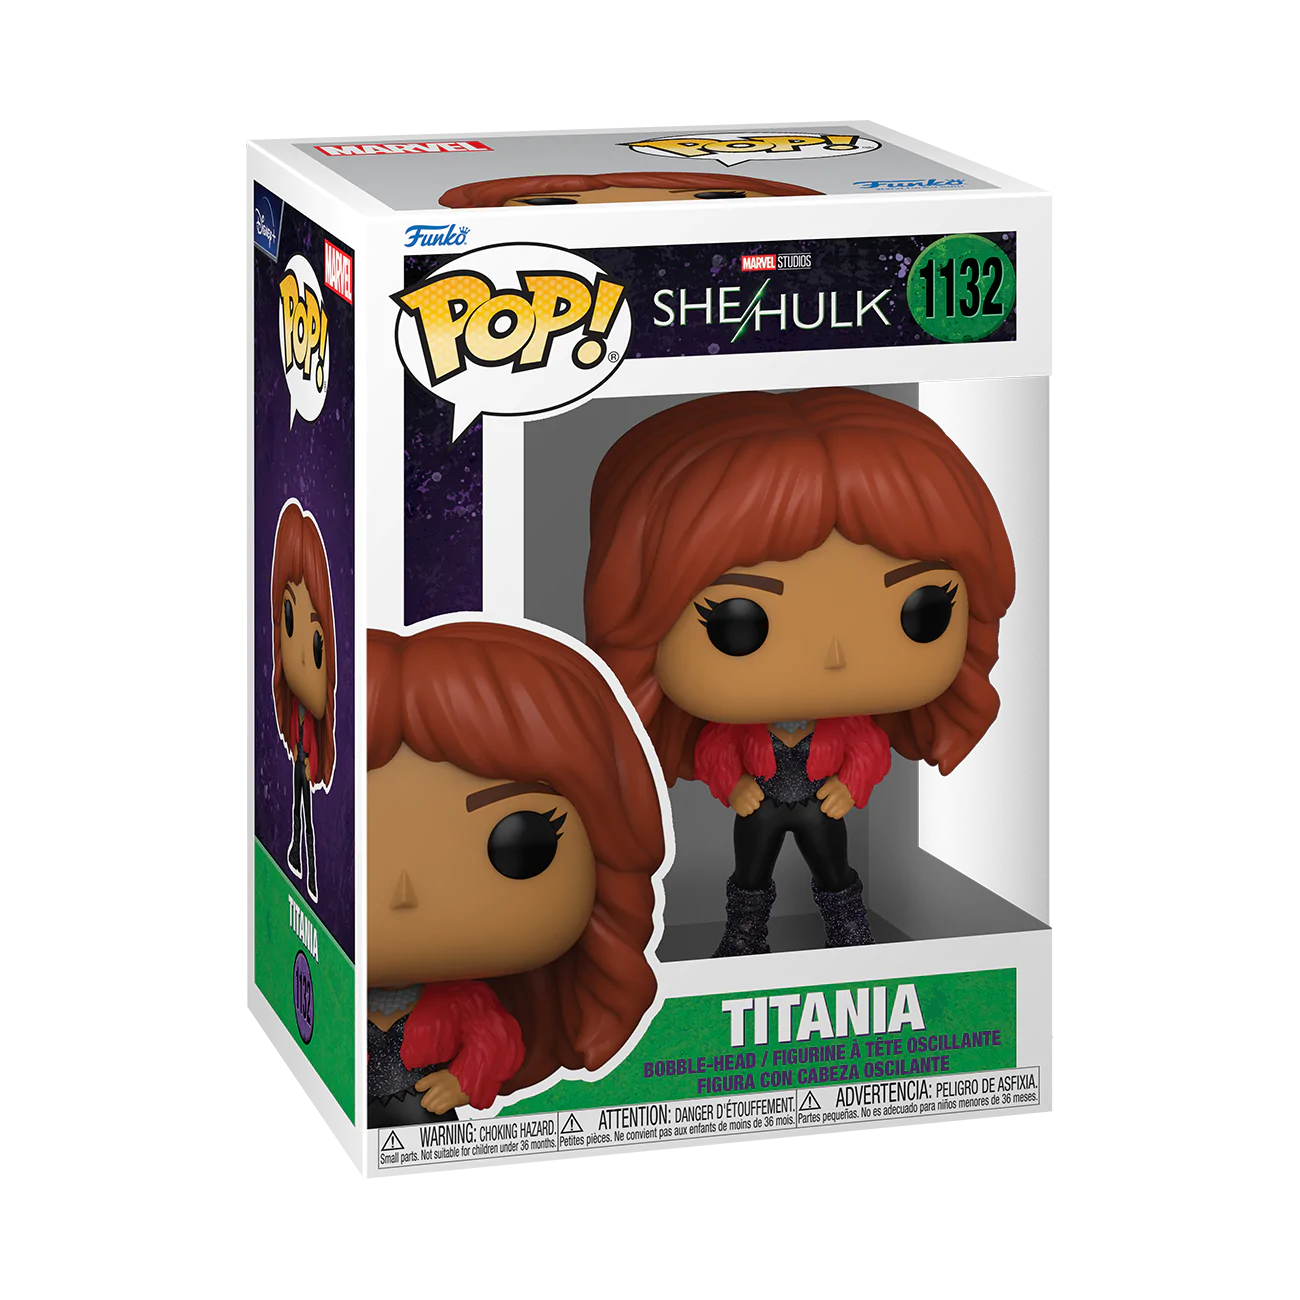 MARVEL
POP!
Funko
Disney+
MARVEL
POP!
TITANIA
1132
Funko
POP!®
MARVEL STUDIOS
SHE/HULK
1132
TITANIA
BOBBLE-HEAD / FIGURINE À TÊTE OSCILLANTE
FIGURA CON CABEZA OSCILANTE
WARNING: CHOKING HAZARD.
Small parts. Not suitable for children under 36 months.
ATTENTION: DANGER D'ÉTOUFFEMENT.
Petites pièces. Ne convient pas aux enfants de moins de 36 mois.
ADVERTENCIA: PELIGRO DE ASFIXIA.
Partes pequeñas. No es adecuado para niños menores de 36 meses.